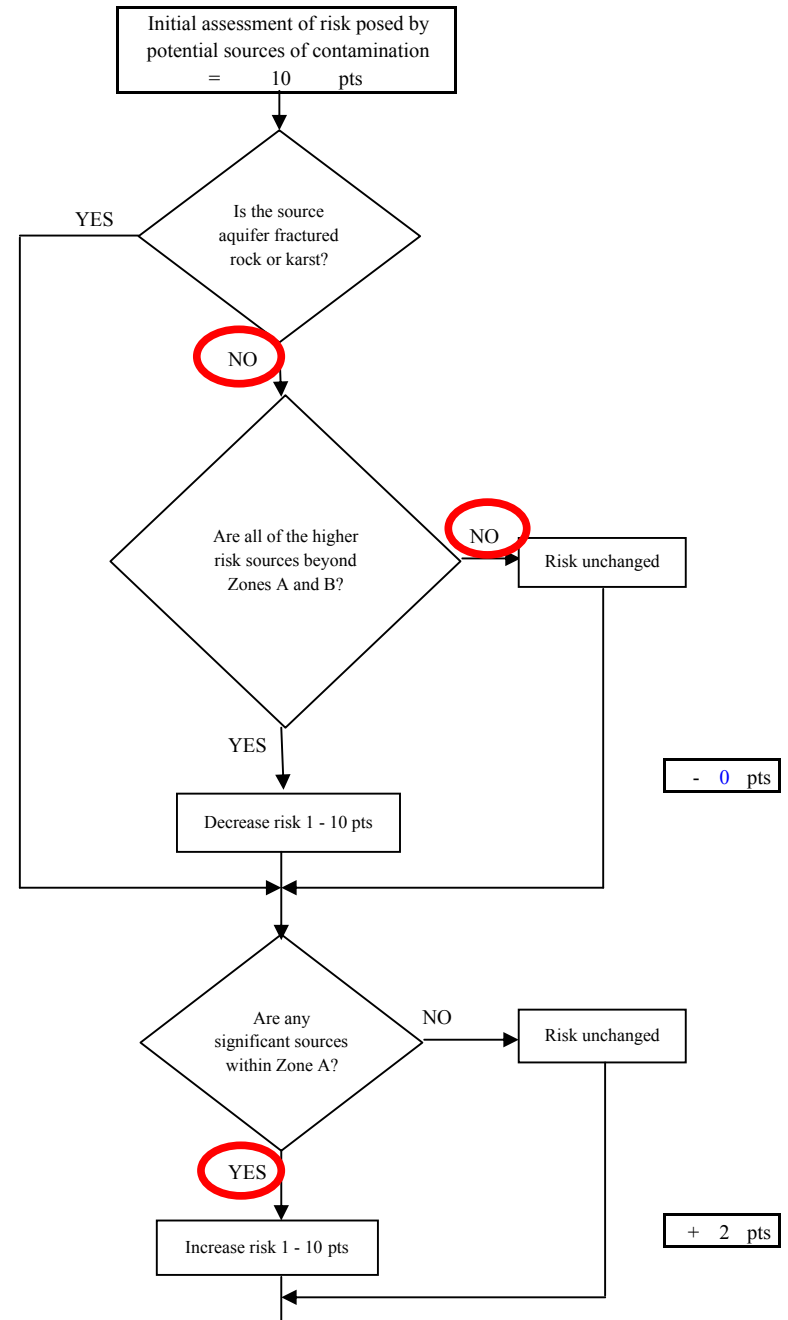 Initial assessment of risk posed by
potential sources of contamination
= 10 pts
YES
Is the source
aquifer fractured
rock or karst?
NO
Are all of the higher
risk sources beyond
Zones A and B?
NO
Risk unchanged
YES
- 0 pts
Decrease risk 1 - 10 pts
Are any
significant sources
within Zone A?
NO
Risk unchanged
YES
+ 2 pts
Increase risk 1 - 10 pts